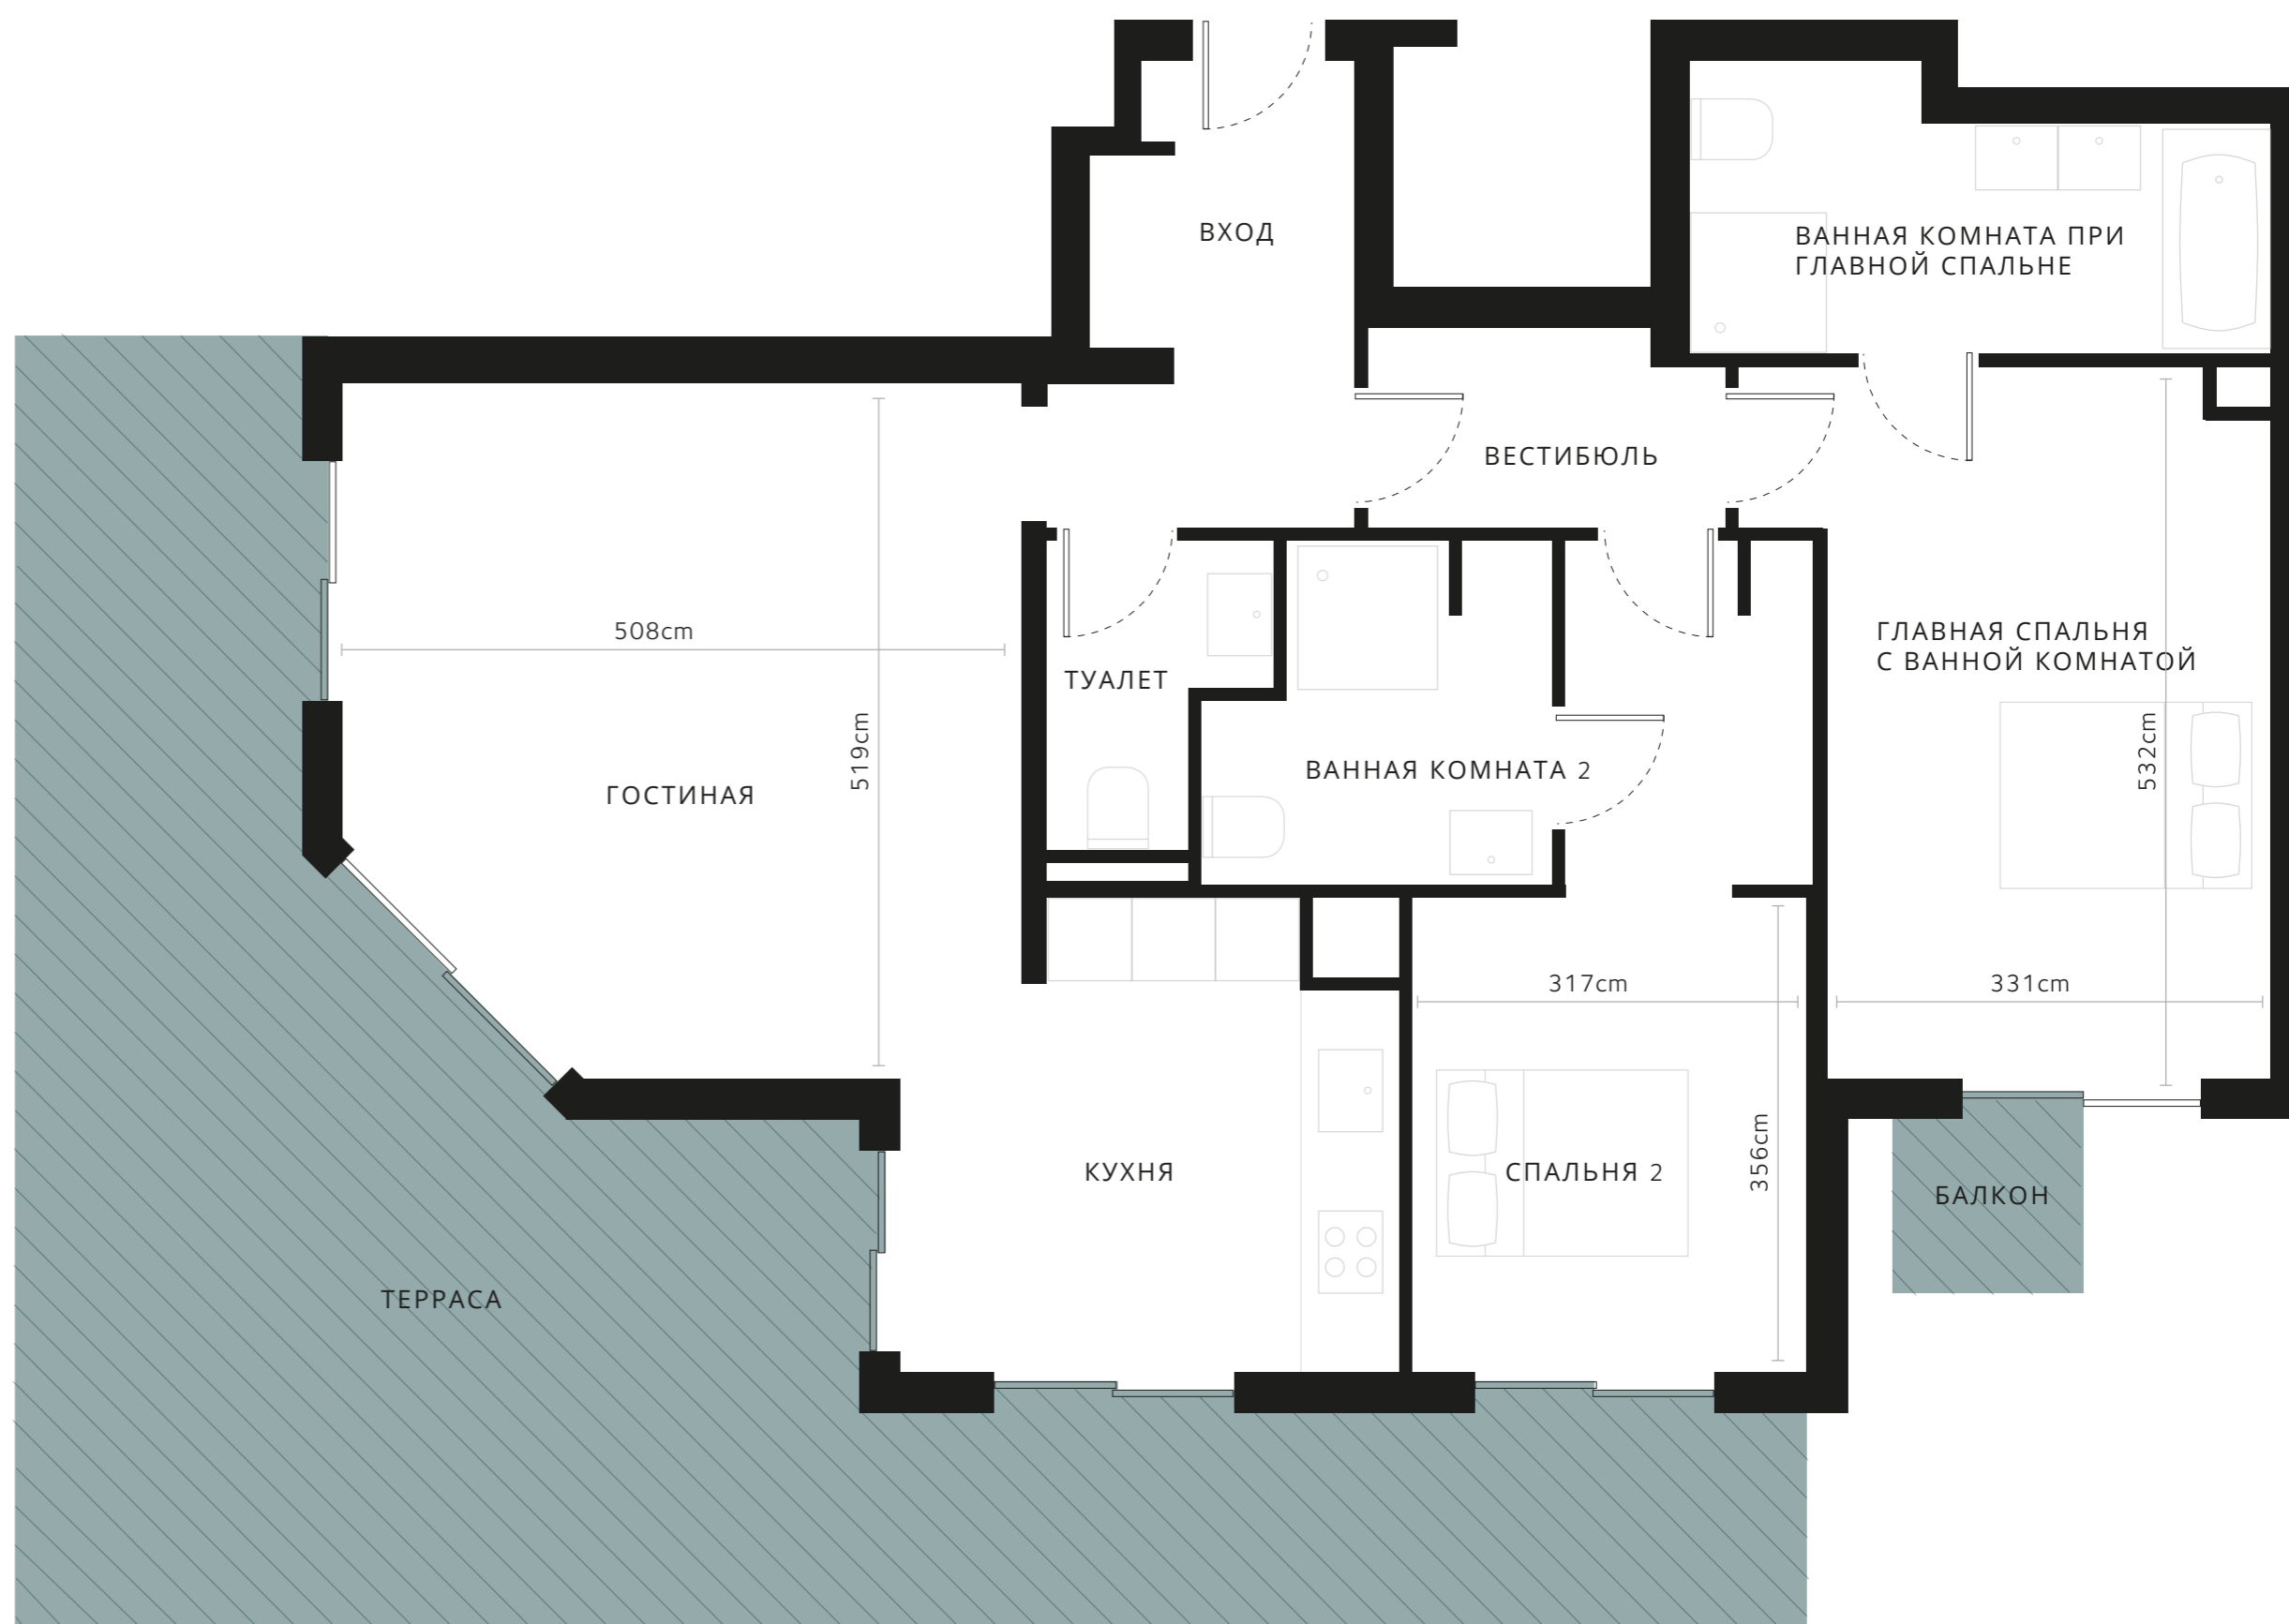 ВХОД
ВАННАЯ КОМНАТА ПРИ
ГЛАВНОЙ СПАЛЬНЕ
ВЕСТИБЮЛЬ
508cm
ГЛАВНАЯ СПАЛЬНЯ
С ВАННОЙ КОМНАТОЙ
ТУАЛЕТ
519cm
532cm
ВАННАЯ КОМНАТА 2
ГОСТИНАЯ
317cm
331cm
356cm
КУХНЯ
СПАЛЬНЯ 2
БАЛКОН
ТЕРРАСА